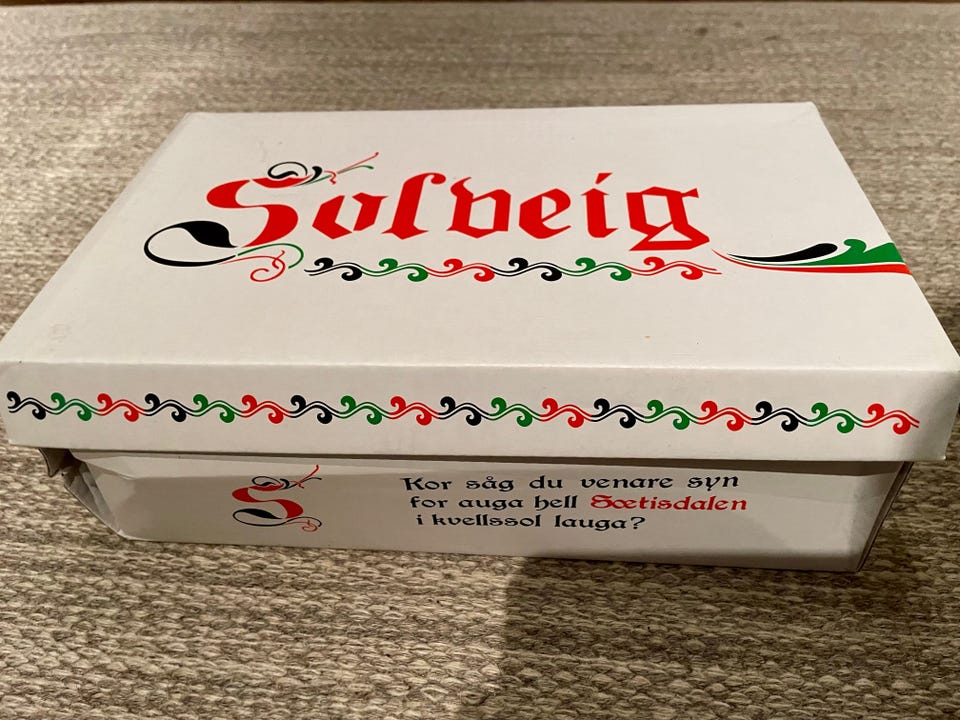 Solveig
S
Kor såg du venare syn
for auga hell Sætisdalen
i kvellssol lauga?